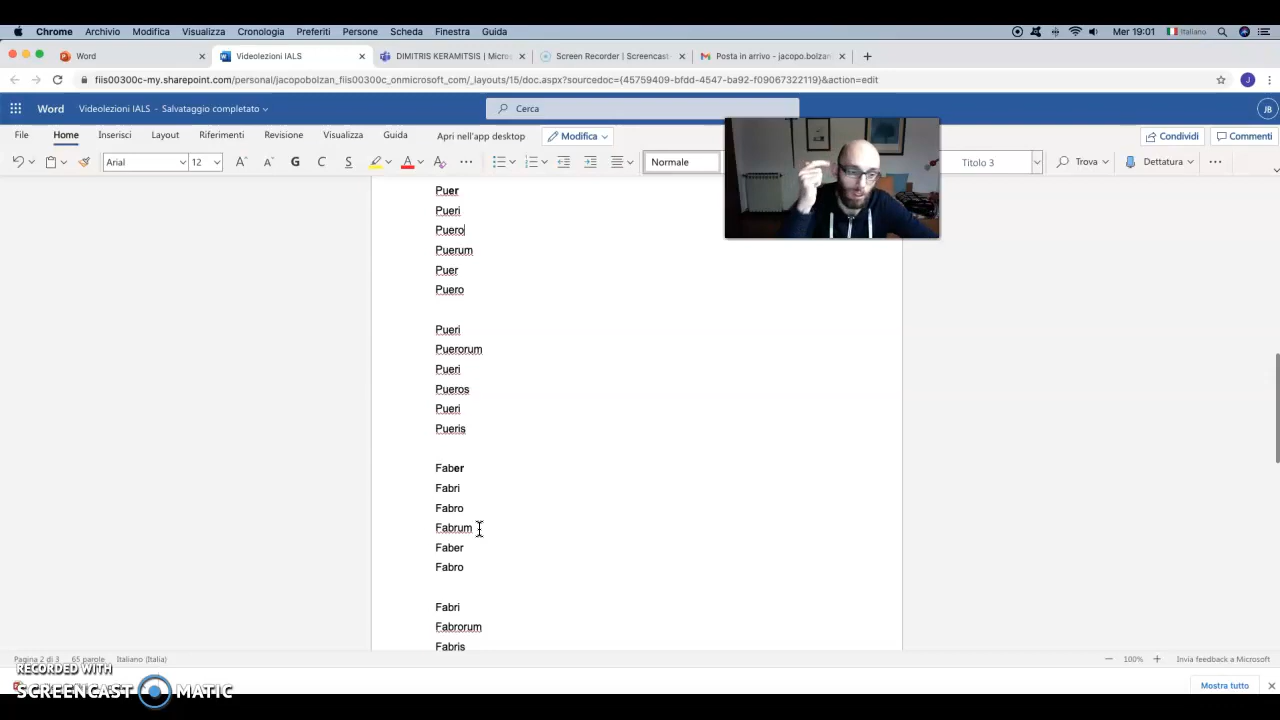 Chrome Archivio Modifica Visualizza Cronologia Preferiti Persone Scheda Finestra Guida Mer 19:01 Italiano
Word Videolezioni IALS DIMITRIS KERAMITSIS | Micros Screen Recorder | Screencast- Posta in arrivo - jacopo.bolzan
fiis00300c-my.sharepoint.com/personal/jacopobolzan_fiis00300c_onmicrosoft_com/_layouts/15/doc.aspx?sourcedoc={45759409-bfdd-4547-ba92-f09067322119}&action=edit J
Word Videolezioni IALS - Salvataggio completato Cerca JB
File Home Inserisci Layout Riferimenti Revisione Visualizza Guida Apri nell'app desktop Modifica Condividi Commenti
Arial 12 G C S A Normale Titolo 3 Trova Dettatura
Puer
Pueri
Puero
Puerum
Puer
Puero
Pueri
Puerorum
Pueri
Pueros
Pueri
Pueris
Faber
Fabri
Fabro
Fabrum
Faber
Fabro
Fabri
Fabrorum
Fabris
Pagina 2 di 3 65 parole Italiano (Italia) 100% Invia feedback a Microsoft
RECORDED WITH
SCREENCAST MATIC
Mostra tutto